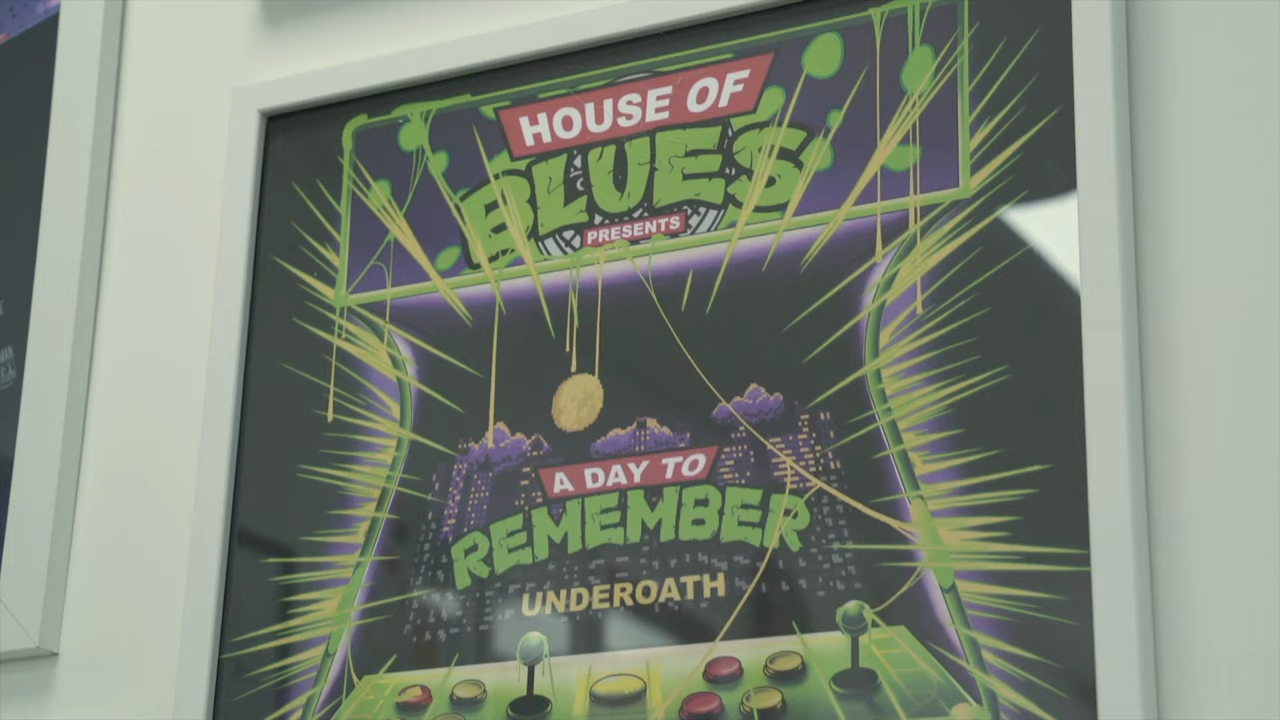 HOUSE OF
BLUES
PRESENTS
A DAY TO
REMEMBER
UNDEROATH